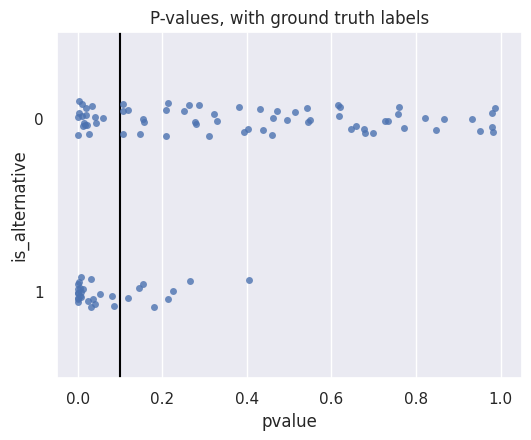 P-values, with ground truth labels
is_alternative
0
1
0.0 0.2 0.4 0.6 0.8 1.0
pvalue